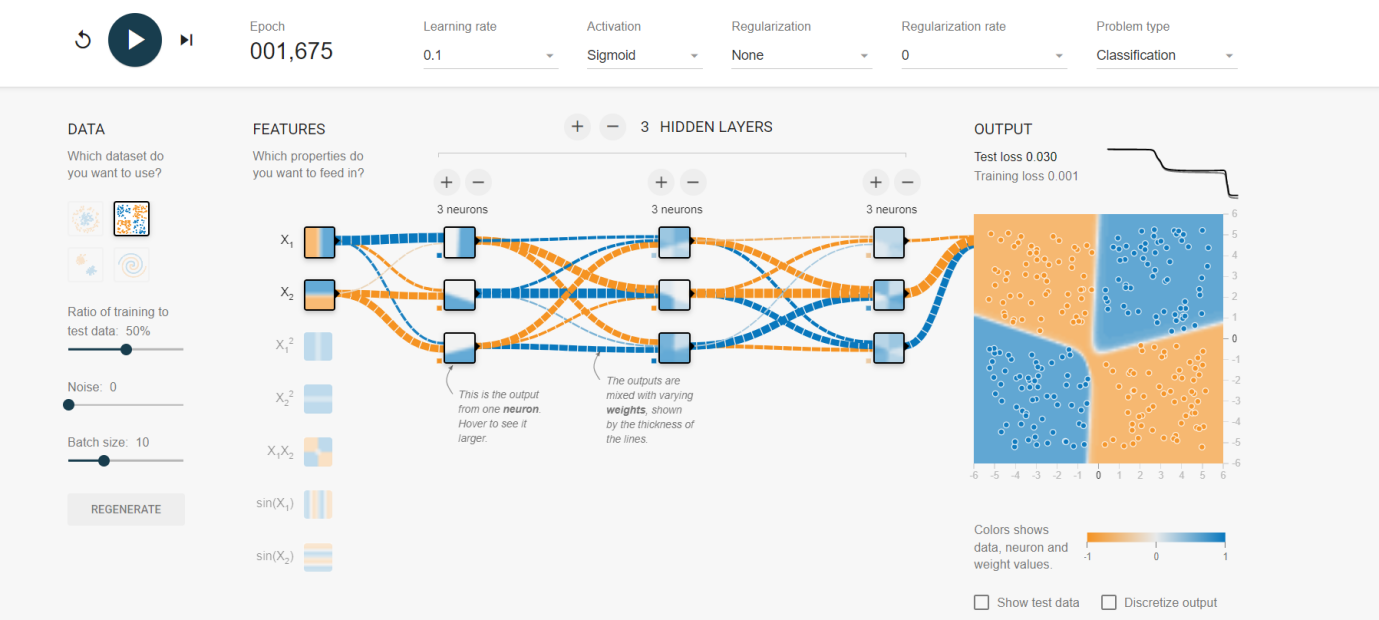 Epoch
001,675
Learning rate
0.1
Activation
Sigmoid
Regularization
None
Regularization rate
0
Problem type
Classification
DATA
Which dataset do
you want to use?
Ratio of training to
test data: 50%
Noise: 0
Batch size: 10
REGENERATE
FEATURES
Which properties do
you want to feed in?
X1
X2
X1²
X2²
X1X2
sin(X1)
sin(X2)
+ − 3 HIDDEN LAYERS
+ −
3 neurons
+ −
3 neurons
+ −
3 neurons
This is the output
from one neuron.
Hover to see it
larger.
The outputs are
mixed with varying
weights, shown
by the thickness of
the lines.
OUTPUT
Test loss 0.030
Training loss 0.001
6
5
4
3
2
1
0
-1
-2
-3
-4
-5
-6
-6 -5 -4 -3 -2 -1 0 1 2 3 4 5 6
Colors shows
data, neuron and
weight values.
-1 0 1
Show test data
Discretize output